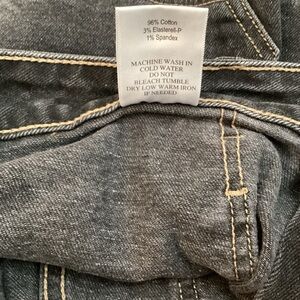 96% Cotton
3% Elasterell-P
1% Spandex
MACHINE WASH IN
COLD WATER
DO NOT
BLEACH TUMBLE
DRY LOW WARM IRON
IF NEEDED